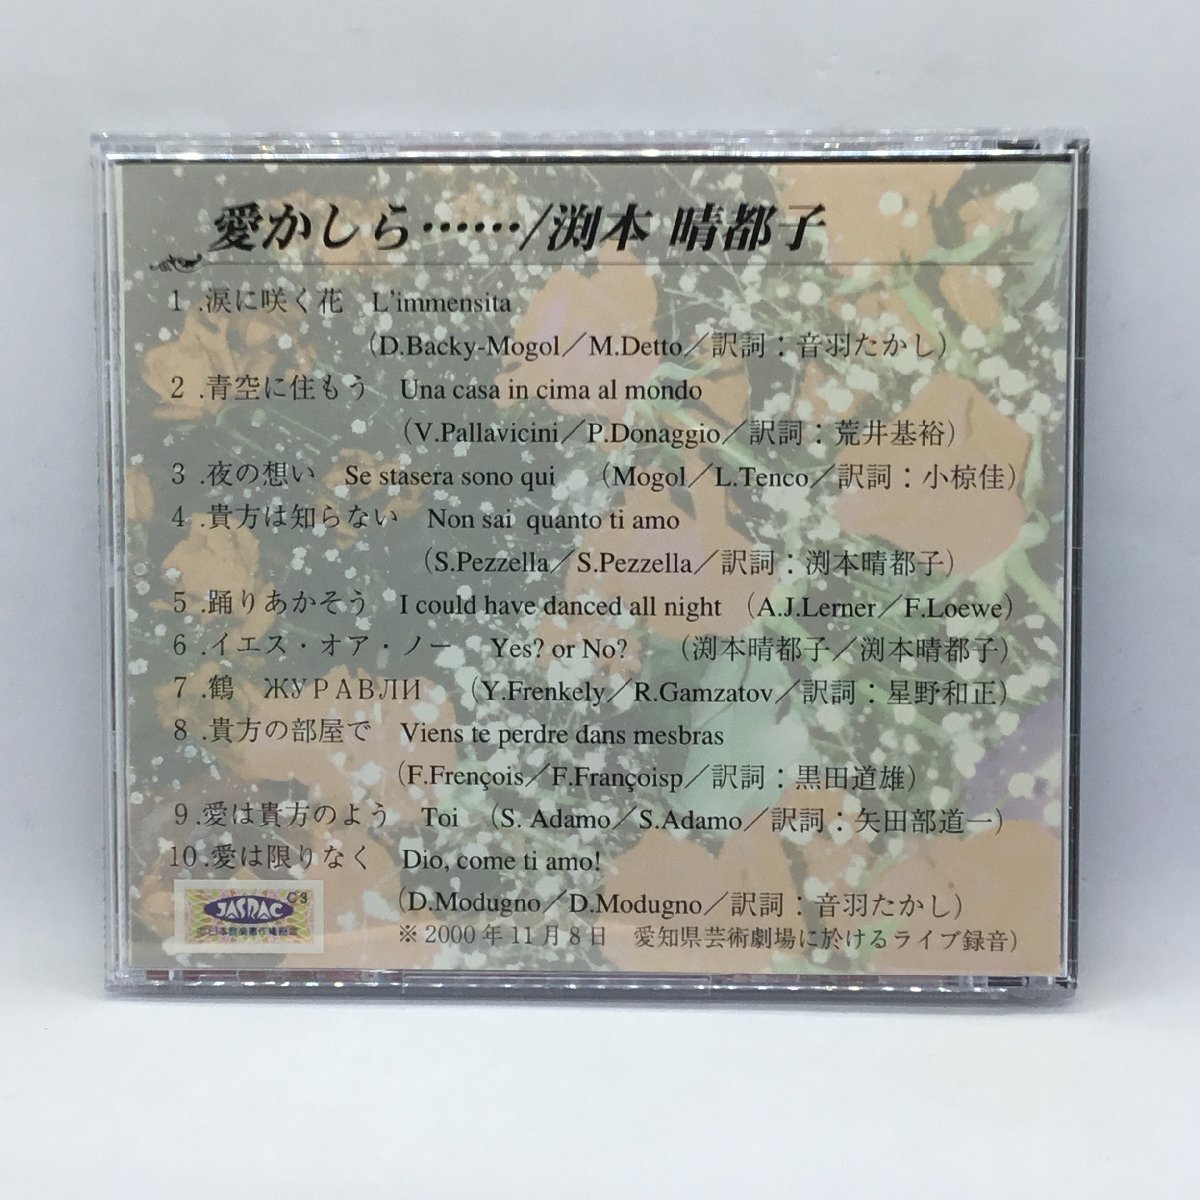 愛かしら……/渕本 晴都子
1.涙に咲く花 L'immensita
(D.Backy-Mogol／M.Detto／訳詞：音羽たかし)
2.青空に住もう Una casa in cima al mondo
(V.Pallavicini／P.Donaggio／訳詞：荒井基裕)
3.夜の想い Se stasera sono qui (Mogol／L.Tenco／訳詞：小椋佳)
4.貴方は知らない Non sai quanto ti amo
(S.Pezzella／S.Pezzella／訳詞：渕本晴都子)
5.踊りあかそう I could have danced all night (A.J.Lerner／F.Loewe)
6.イエス・オア・ノー Yes? or No? (渕本晴都子／渕本晴都子)
7.鶴 ЖУРАВЛИ (Y.Frenkely／R.Gamzatov／訳詞：星野和正)
8.貴方の部屋で Viens te perdre dans mesbras
(F.Frençois／F.Françoisp／訳詞：黒田道雄)
9.愛は貴方のよう Toi (S. Adamo／S.Adamo／訳詞：矢田部道一)
10.愛は限りなく Dio, come ti amo!
(D.Modugno／D.Modugno／訳詞：音羽たかし)
※2000年11月8日 愛知県芸術劇場に於けるライブ録音)
C3
JASRAC